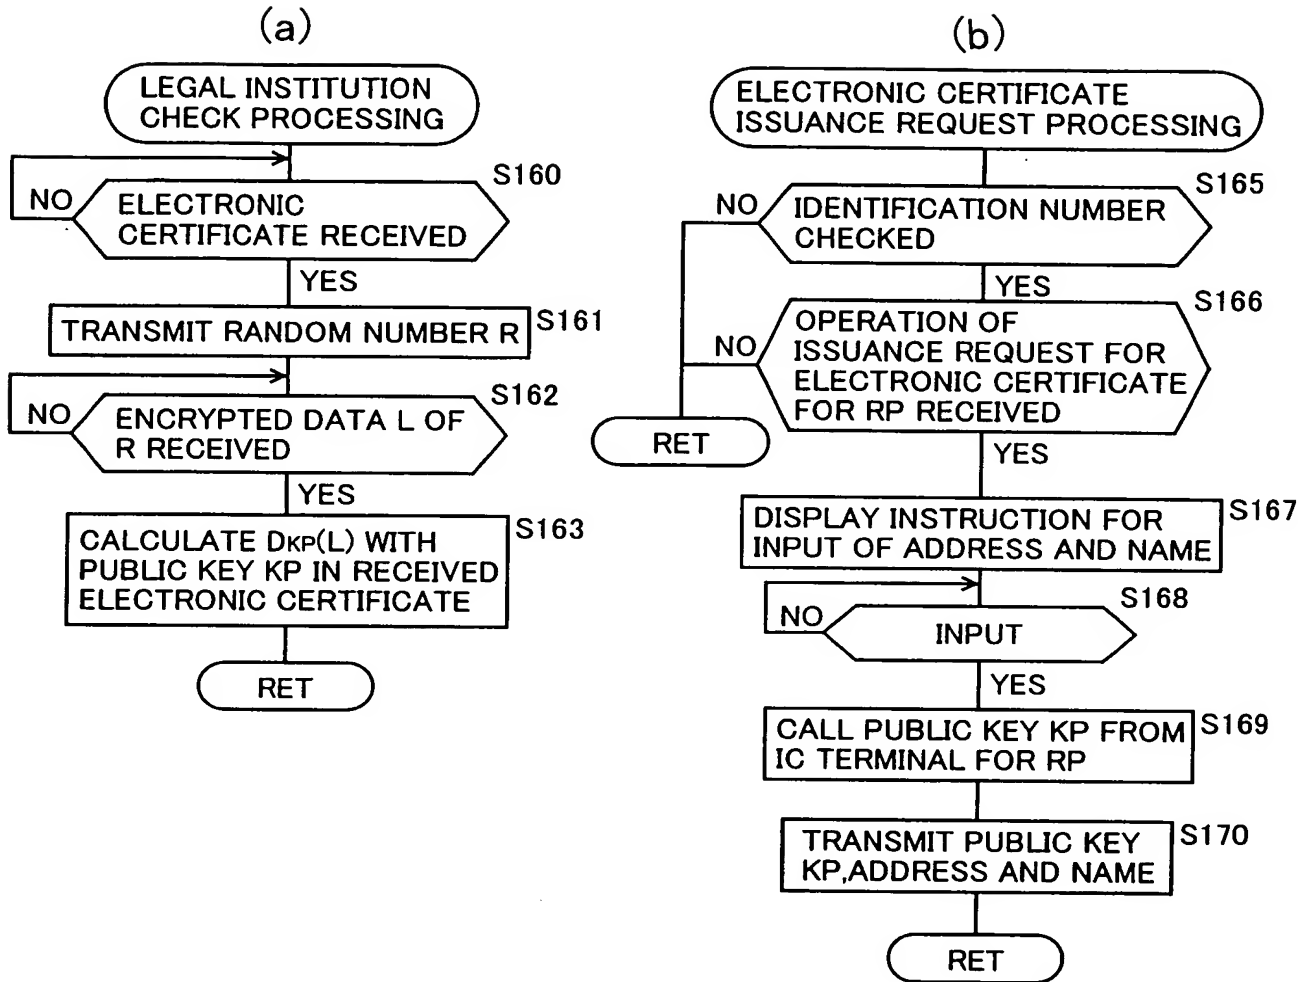 (a)
LEGAL INSTITUTION
CHECK PROCESSING
S160
NO
ELECTRONIC
CERTIFICATE RECEIVED
YES
TRANSMIT RANDOM NUMBER R
S161
S162
NO
ENCRYPTED DATA L OF
R RECEIVED
YES
S163
CALCULATE DKP(L) WITH
PUBLIC KEY KP IN RECEIVED
ELECTRONIC CERTIFICATE
RET
(b)
ELECTRONIC CERTIFICATE
ISSUANCE REQUEST PROCESSING
S165
NO
IDENTIFICATION NUMBER
CHECKED
YES
S166
NO
OPERATION OF
ISSUANCE REQUEST FOR
ELECTRONIC CERTIFICATE
FOR RP RECEIVED
RET
YES
S167
DISPLAY INSTRUCTION FOR
INPUT OF ADDRESS AND NAME
S168
NO
INPUT
YES
S169
CALL PUBLIC KEY KP FROM
IC TERMINAL FOR RP
S170
TRANSMIT PUBLIC KEY
KP,ADDRESS AND NAME
RET